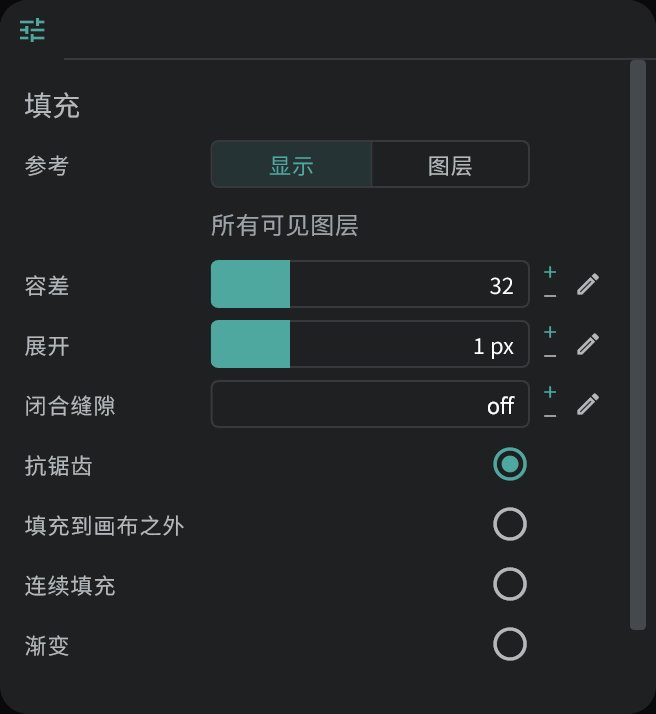 填充
参考 显示 图层
所有可见图层
容差 32 + −
展开 1 px + −
闭合缝隙 off + −
抗锯齿
填充到画布之外
连续填充
渐变